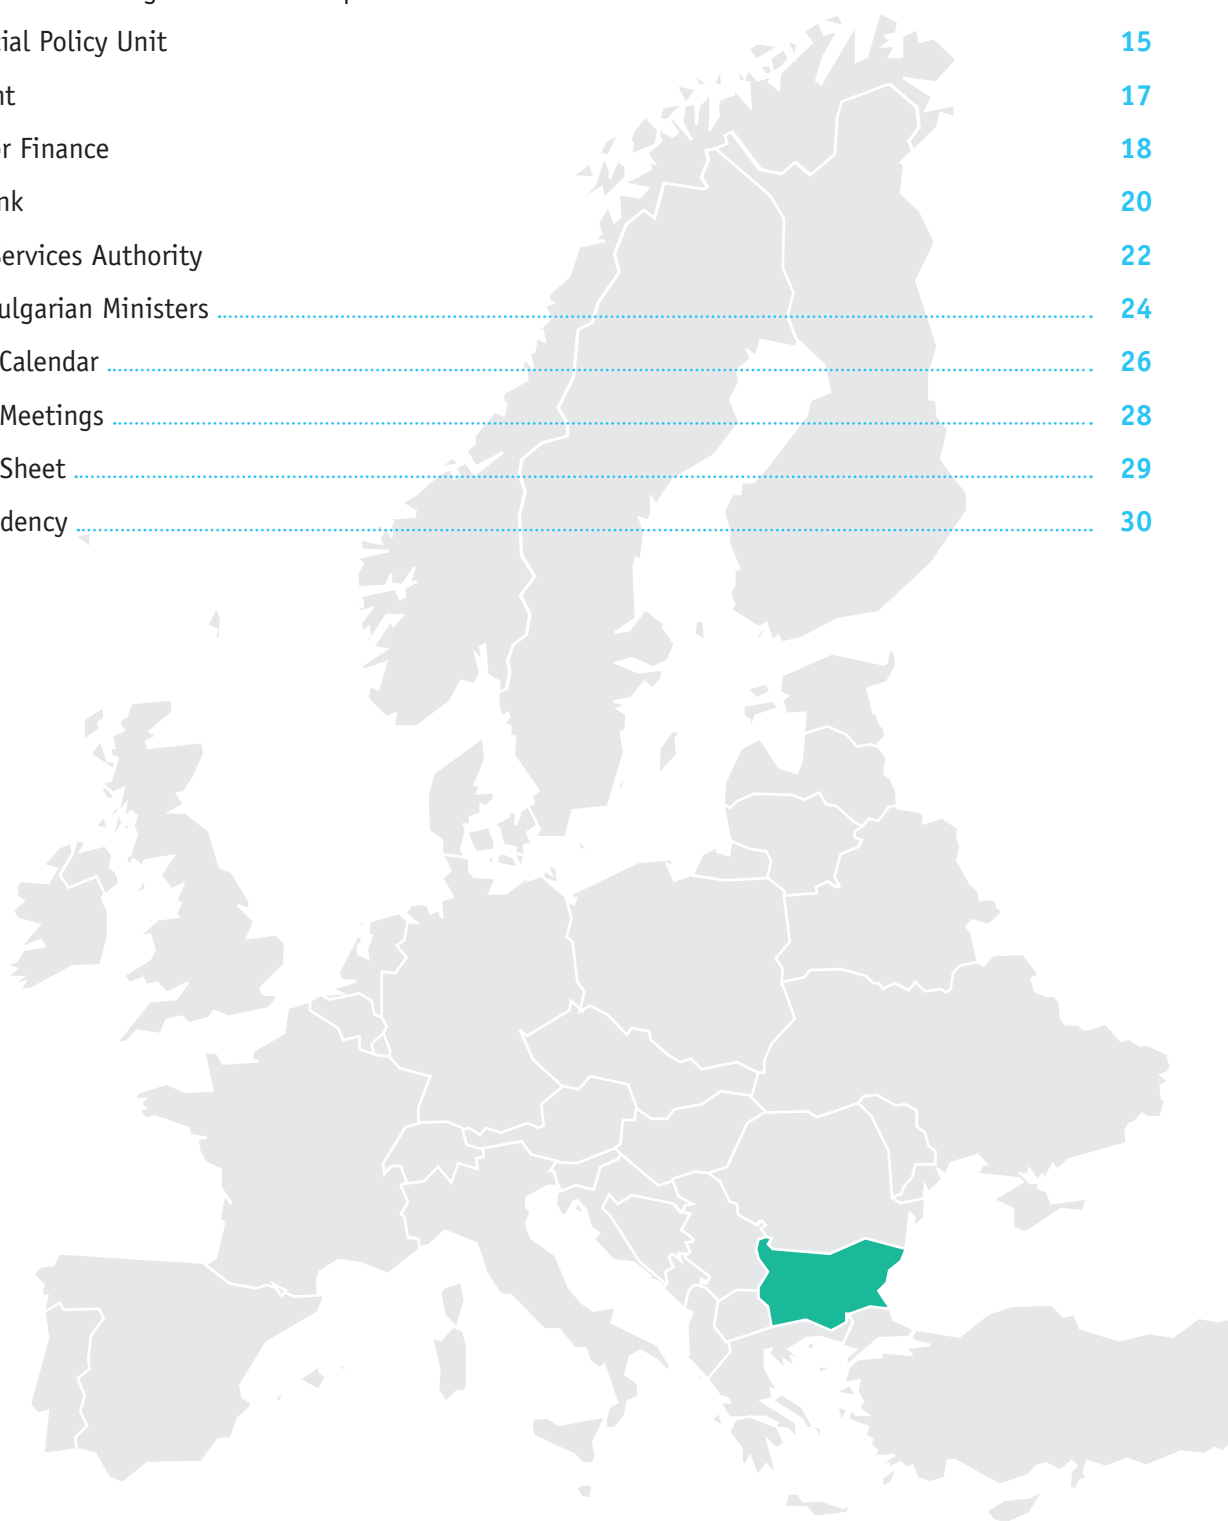 ial Policy Unit 15
nt 17
r Finance 18
nk 20
ervices Authority 22
ulgarian Ministers 24
Calendar 26
Meetings 28
Sheet 29
dency 30